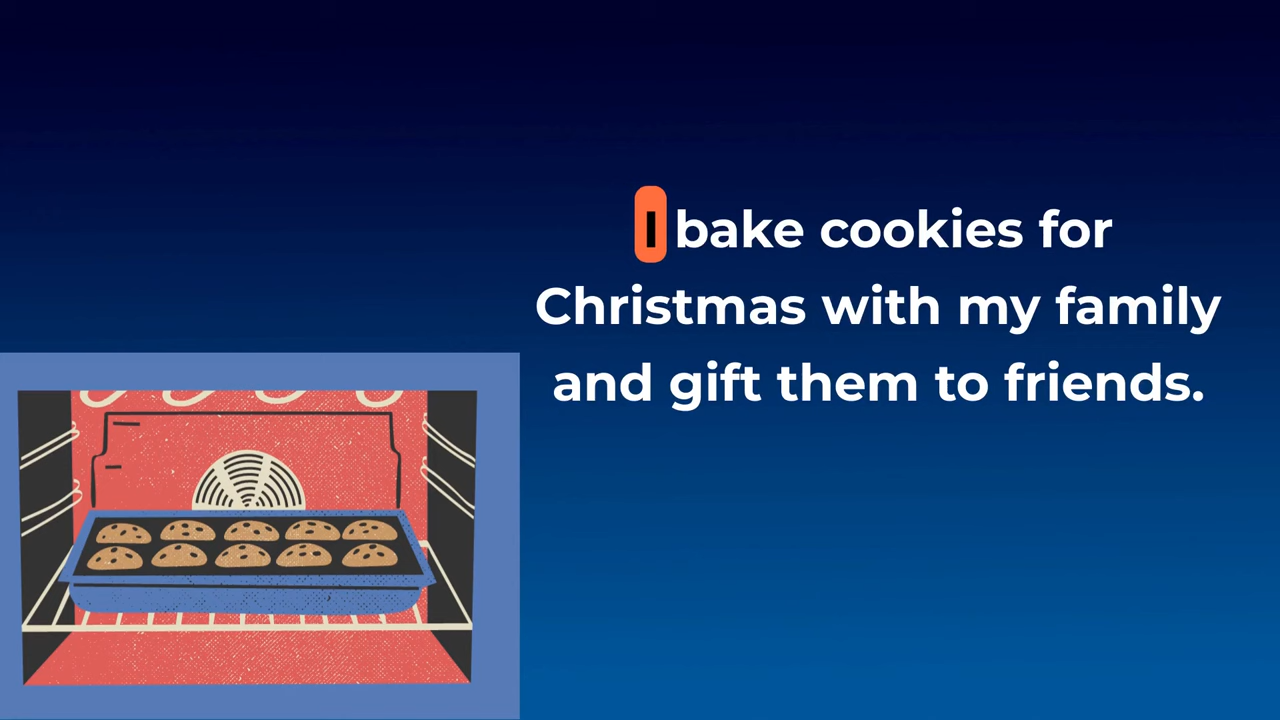 I bake cookies for
Christmas with my family
and gift them to friends.